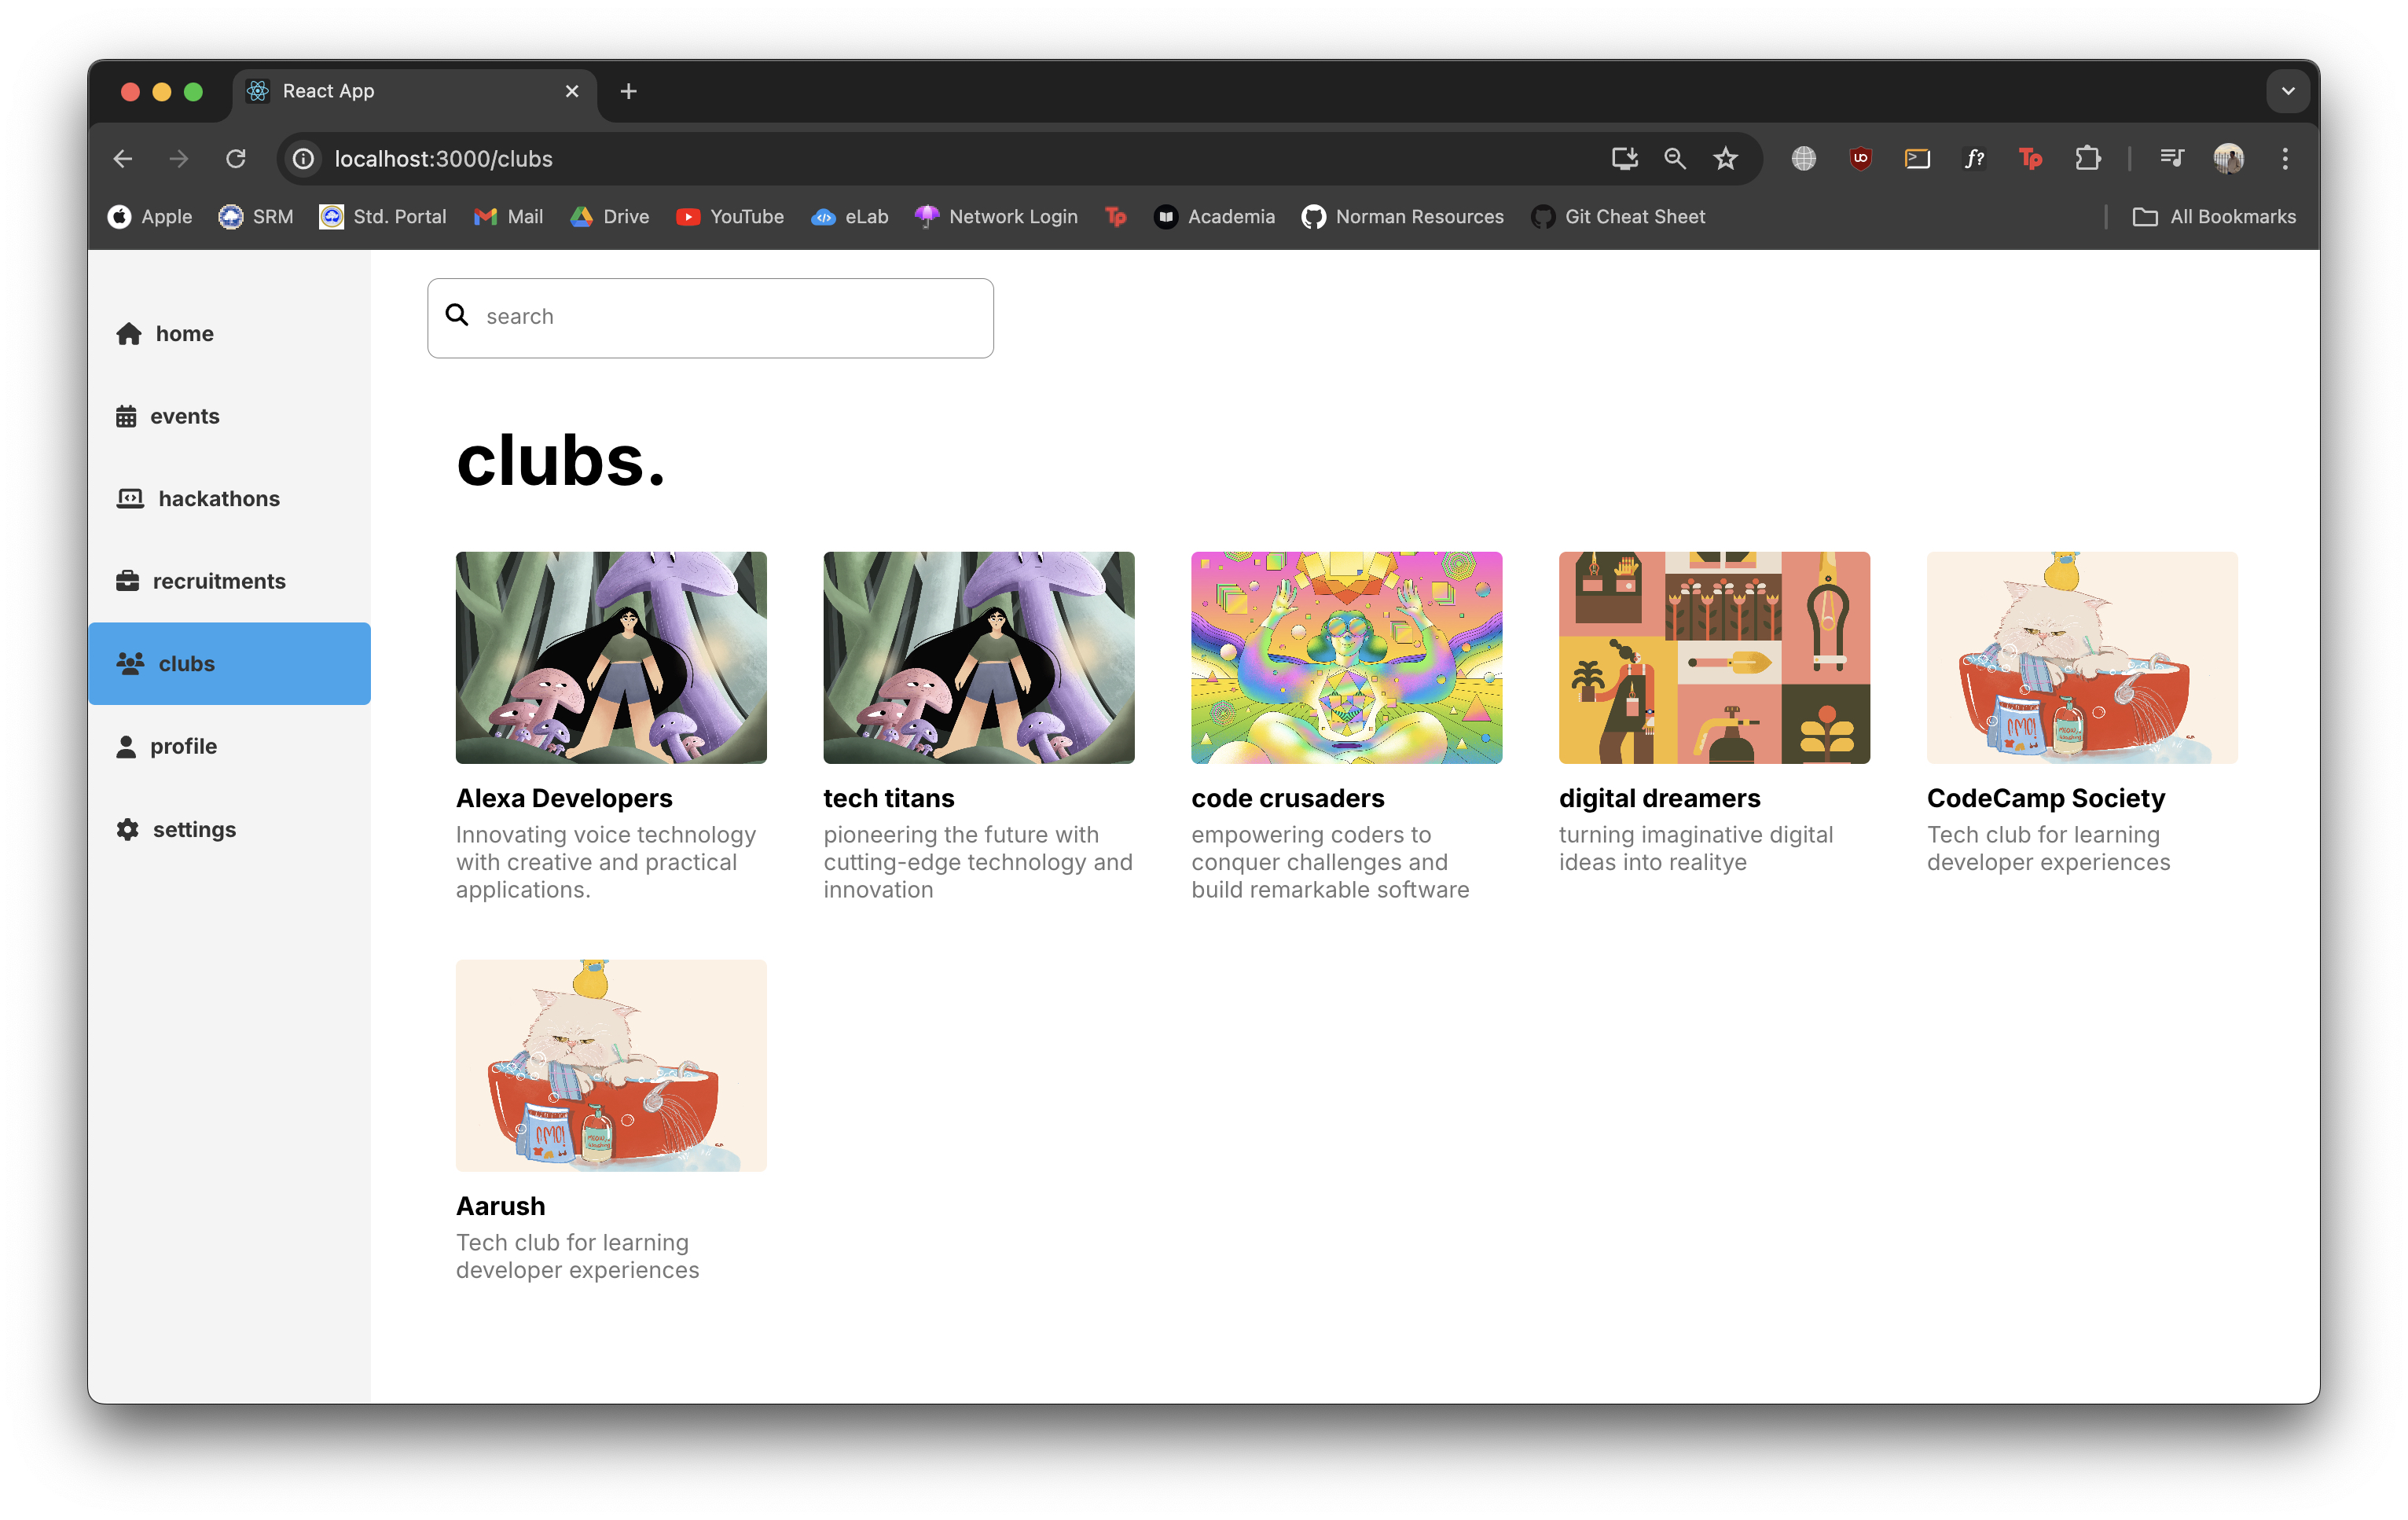 React App
localhost:3000/clubs
Apple SRM Std. Portal Mail Drive YouTube eLab Network Login Tp Academia Norman Resources Git Cheat Sheet All Bookmarks
home
events
hackathons
recruitments
clubs
profile
settings
search
clubs.
Alexa Developers
Innovating voice technology
with creative and practical
applications.
tech titans
pioneering the future with
cutting-edge technology and
innovation
code crusaders
empowering coders to
conquer challenges and
build remarkable software
digital dreamers
turning imaginative digital
ideas into realitye
CodeCamp Society
Tech club for learning
developer experiences
Aarush
Tech club for learning
developer experiences